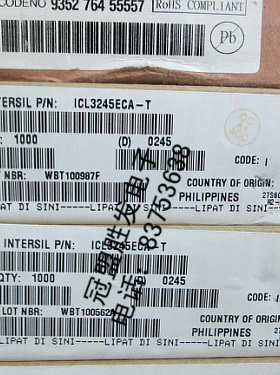 CODENO 9352 764 55557
RoHS COMPLIANT
Pb
INTERSIL P/N: ICL3245ECA-T
1000 (D) 0245
CODE:
NBR: WBT100987F
COUNTRY OF ORIGIN:
PHILIPPINES
LIPAT DI SINI-----LIPAT DI SINI-----LIPAT DI SINI
冠盟胜发电子
电话:83753638
INTERSIL P/N: ICL3245ECA-T
QTY: 1000 0245
CODE:
LOT NBR: WBT100562
COUNTRY OF ORIGIN
PHILIPPINES
LIPAT DI SINI-----LIPAT DI SINI-----LIPAT DI SINI